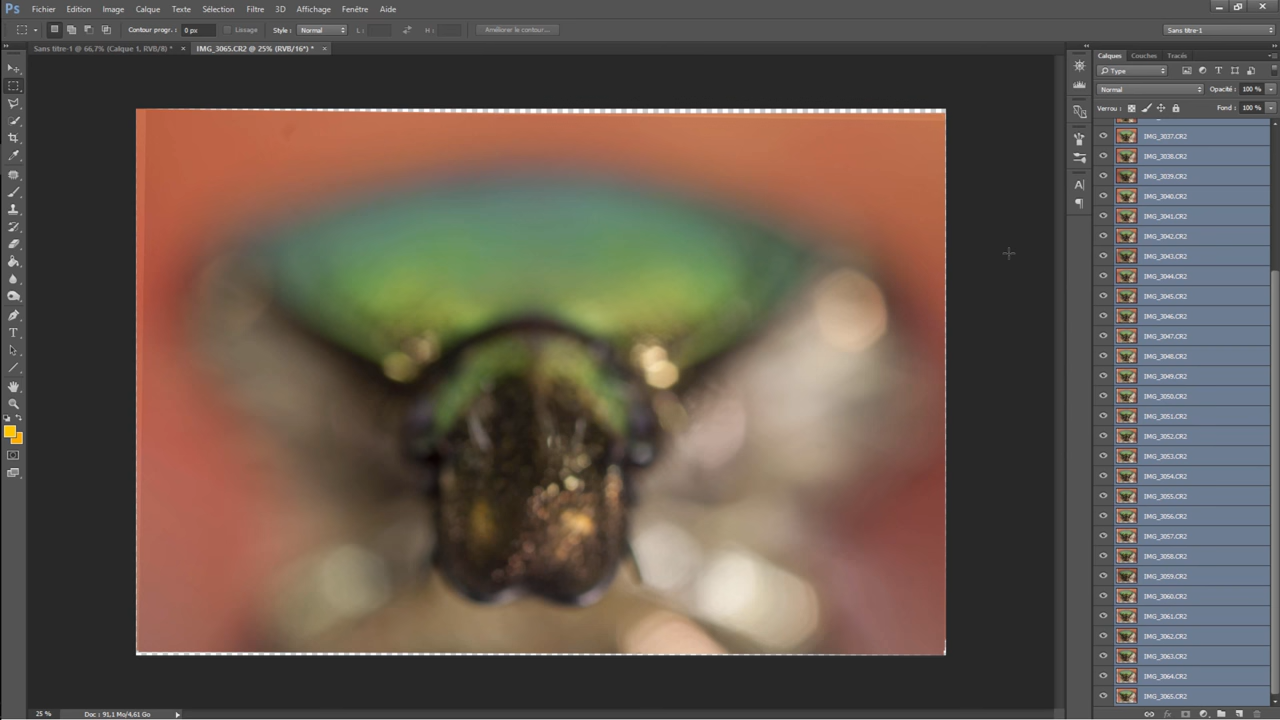 Ps Fichier Edition Image Calque Texte Sélection Filtre 3D Affichage Fenêtre Aide
Contour progr. : 0 px Lissage Style : Normal L : H : Améliorer le contour... Sans titre-1
Sans titre-1 @ 66,7% (Calque 1, RVB/8) * × IMG_3065.CR2 @ 25% (RVB/16*) * ×
Calques Couches Tracés
Type
Normal Opacité : 100 %
Verrou : Fond : 100 %
IMG_3037.CR2
IMG_3038.CR2
IMG_3039.CR2
IMG_3040.CR2
IMG_3041.CR2
IMG_3042.CR2
IMG_3043.CR2
IMG_3044.CR2
IMG_3045.CR2
IMG_3046.CR2
IMG_3047.CR2
IMG_3048.CR2
IMG_3049.CR2
IMG_3050.CR2
IMG_3051.CR2
IMG_3052.CR2
IMG_3053.CR2
IMG_3054.CR2
IMG_3055.CR2
IMG_3056.CR2
IMG_3057.CR2
IMG_3058.CR2
IMG_3059.CR2
IMG_3060.CR2
IMG_3061.CR2
IMG_3062.CR2
IMG_3063.CR2
IMG_3064.CR2
IMG_3065.CR2
25 % Doc : 91,1 Mo/4,61 Go